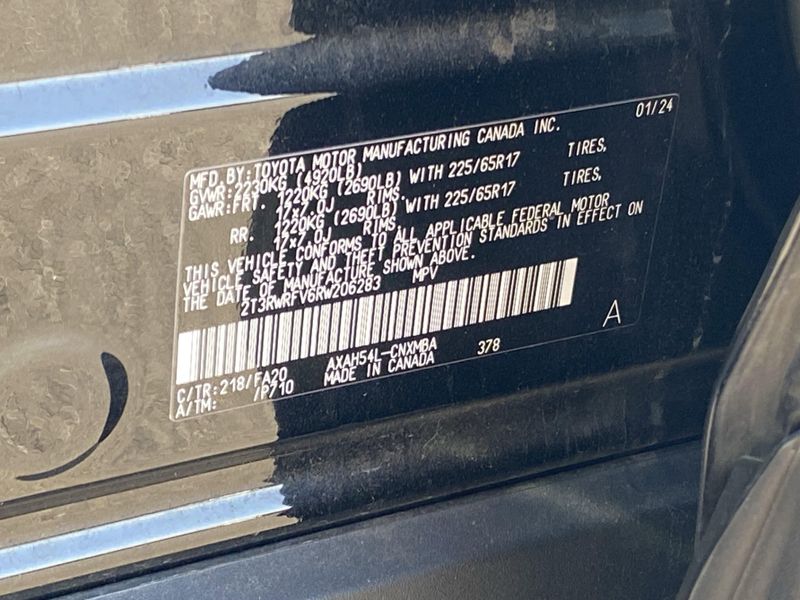 01/24
MFD. BY:TOYOTA MOTOR MANUFACTURING CANADA INC.
GVWR:2230KG (4920LB)
GAWR:FRT. 1220KG (2690LB) WITH 225/65R17 TIRES,
17x7.0J RIMS.
RR. 1220KG (2690LB) WITH 225/65R17 TIRES,
17x7.0J RIMS.
THIS VEHICLE CONFORMS TO ALL APPLICABLE FEDERAL MOTOR
VEHICLE SAFETY AND THEFT PREVENTION STANDARDS IN EFFECT ON
THE DATE OF MANUFACTURE SHOWN ABOVE.
2T3RWRFV6RW206283 MPV
A
C/TR:218/FA20 AXAH54L-CNXMBA 378
A/TM: /P710 MADE IN CANADA